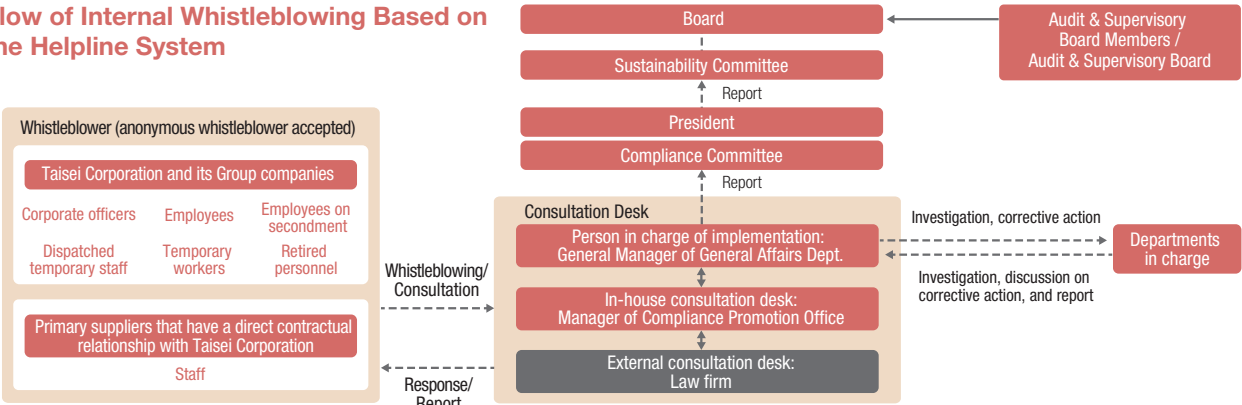 low of Internal Whistleblowing Based on
ne Helpline System
Whistleblower (anonymous whistleblower accepted)
Taisei Corporation and its Group companies
Corporate officers
Employees
Employees on
secondment
Dispatched
temporary staff
Temporary
workers
Retired
personnel
Primary suppliers that have a direct contractual
relationship with Taisei Corporation
Staff
Whistleblowing/
Consultation
Response/
Report
Board
Sustainability Committee
Report
President
Compliance Committee
Report
Consultation Desk
Person in charge of implementation:
General Manager of General Affairs Dept.
In-house consultation desk:
Manager of Compliance Promotion Office
External consultation desk:
Law firm
Audit & Supervisory
Board Members /
Audit & Supervisory Board
Investigation, corrective action
Investigation, discussion on
corrective action, and report
Departments
in charge